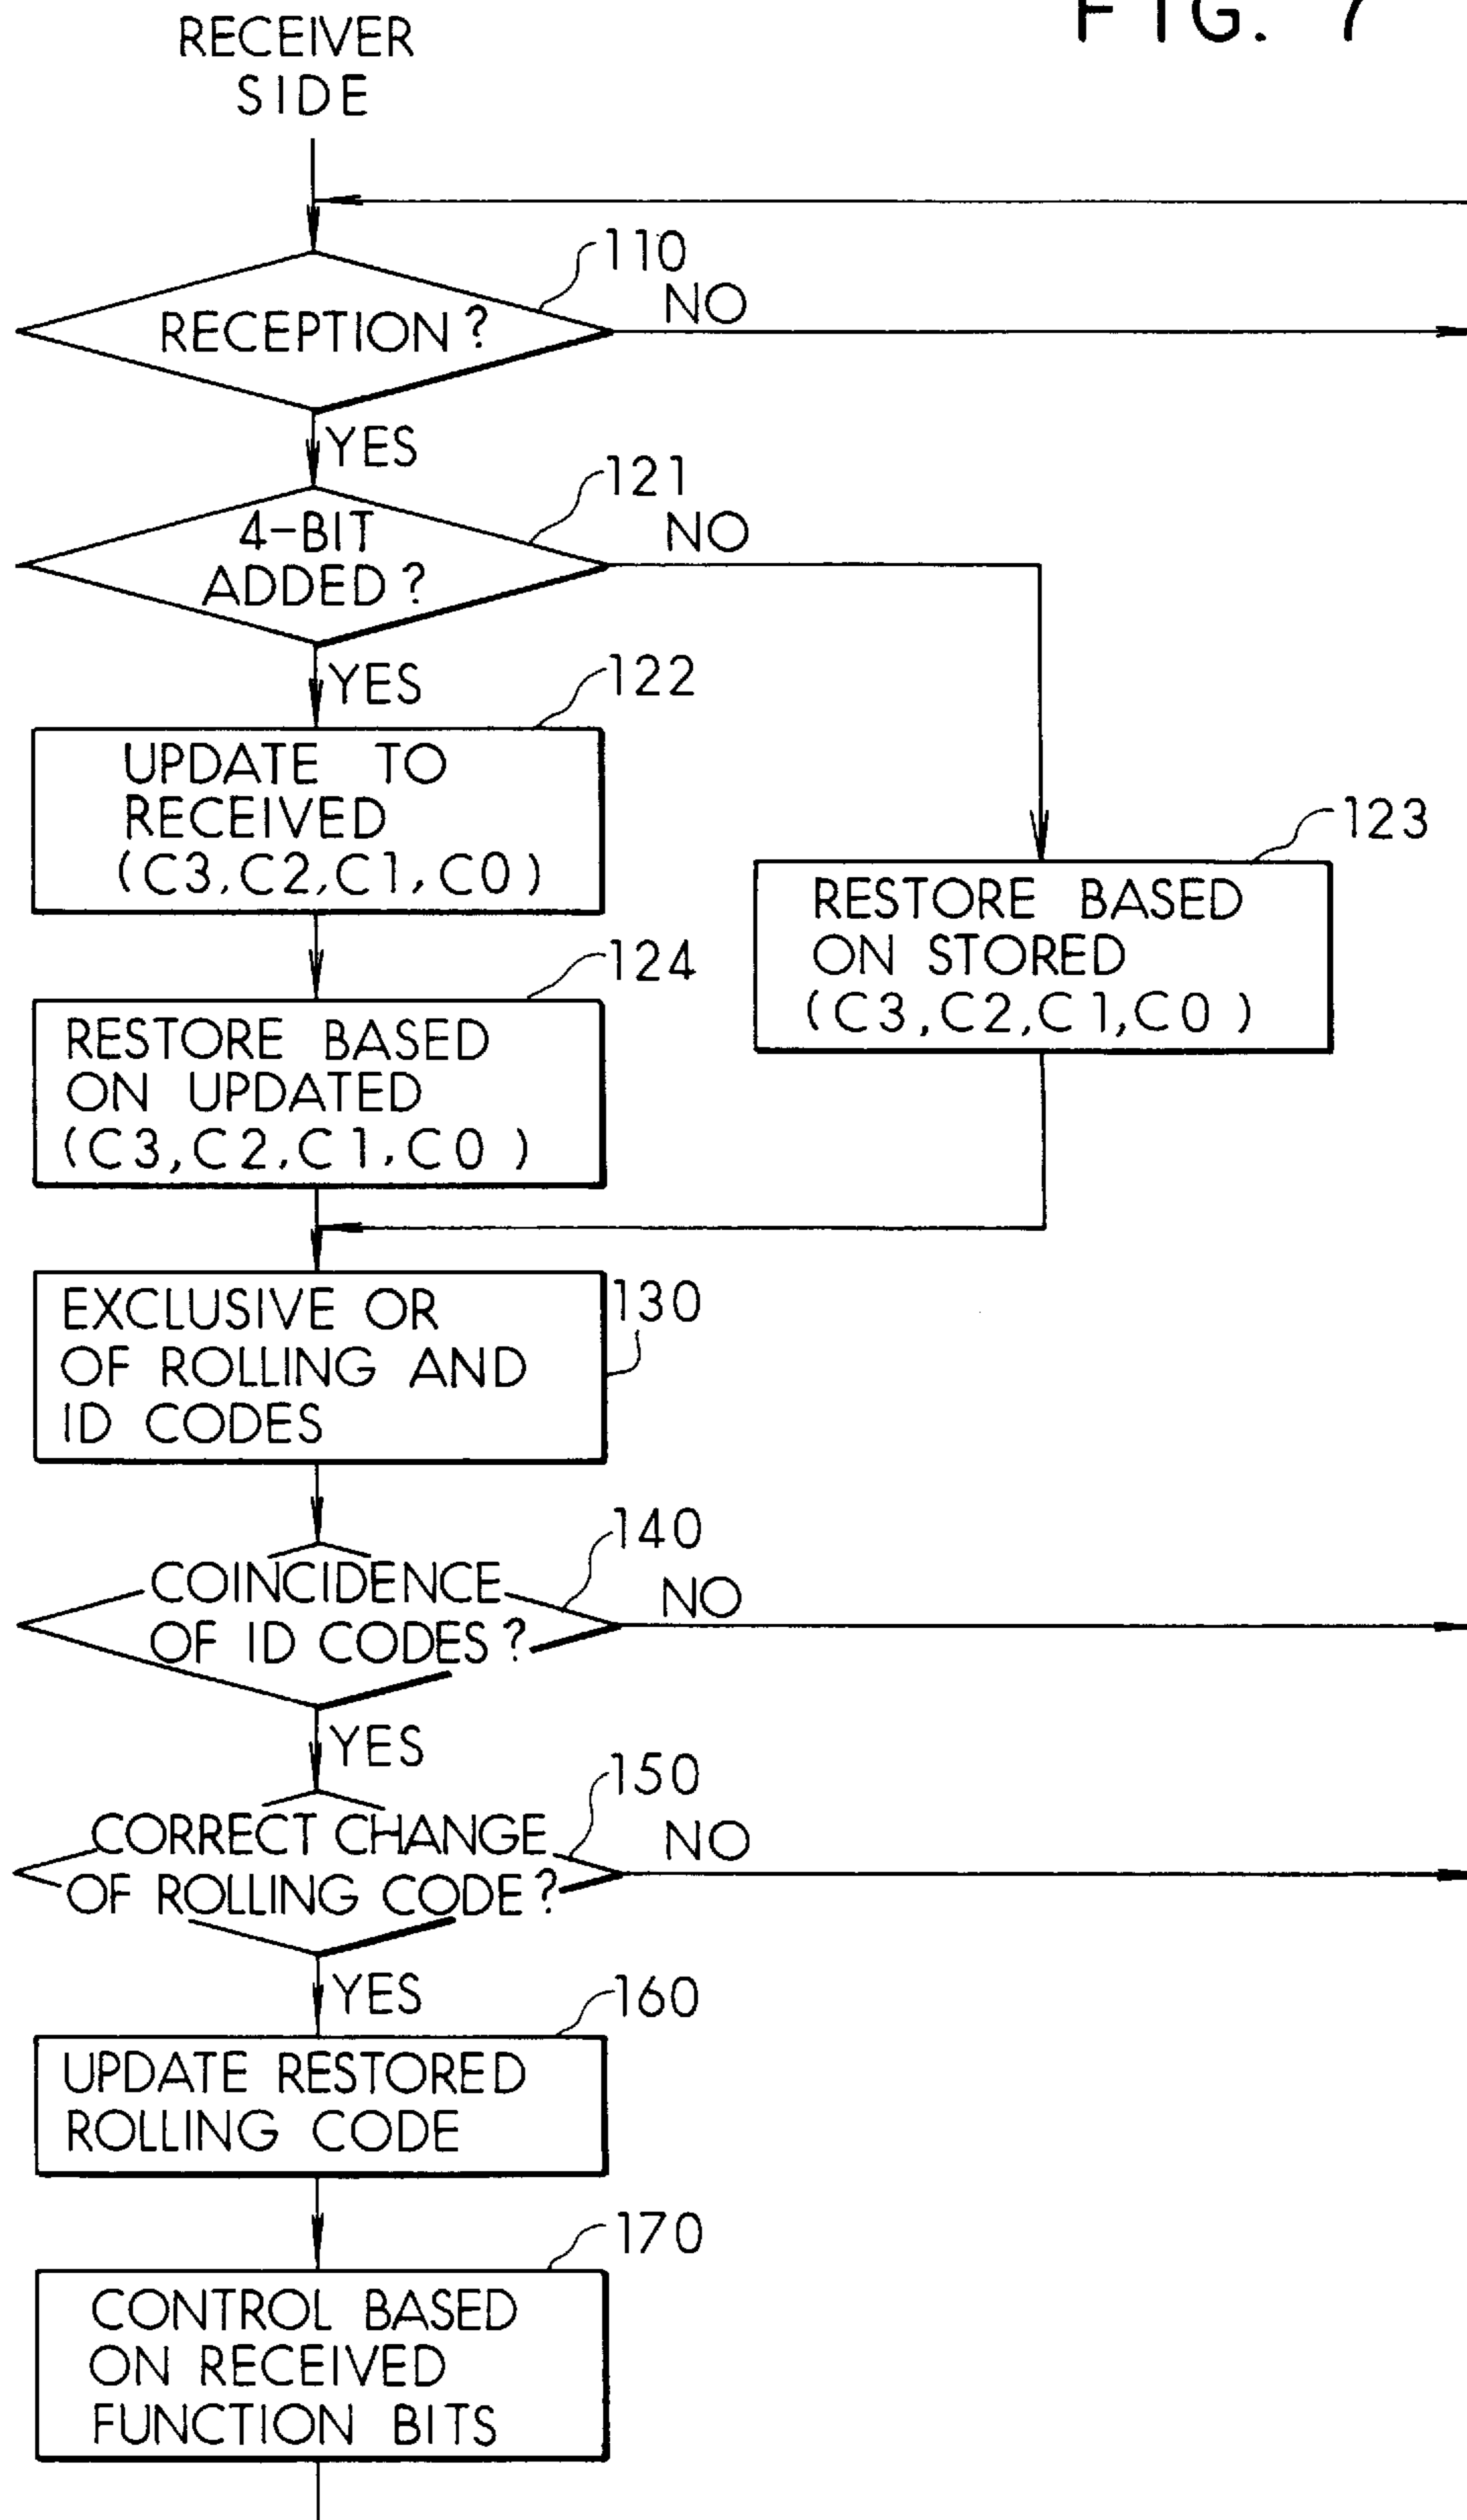 FIG. 7
RECEIVER
SIDE
110
NO
RECEPTION?
YES
121
NO
4-BIT
ADDED?
YES
122
UPDATE TO
RECEIVED
(C3,C2,C1,C0)
123
RESTORE BASED
ON STORED
(C3,C2,C1,C0)
124
RESTORE BASED
ON UPDATED
(C3,C2,C1,C0)
130
EXCLUSIVE OR
OF ROLLING AND
ID CODES
140
NO
COINCIDENCE
OF ID CODES?
YES
150
NO
CORRECT CHANGE
OF ROLLING CODE?
YES
160
UPDATE RESTORED
ROLLING CODE
170
CONTROL BASED
ON RECEIVED
FUNCTION BITS